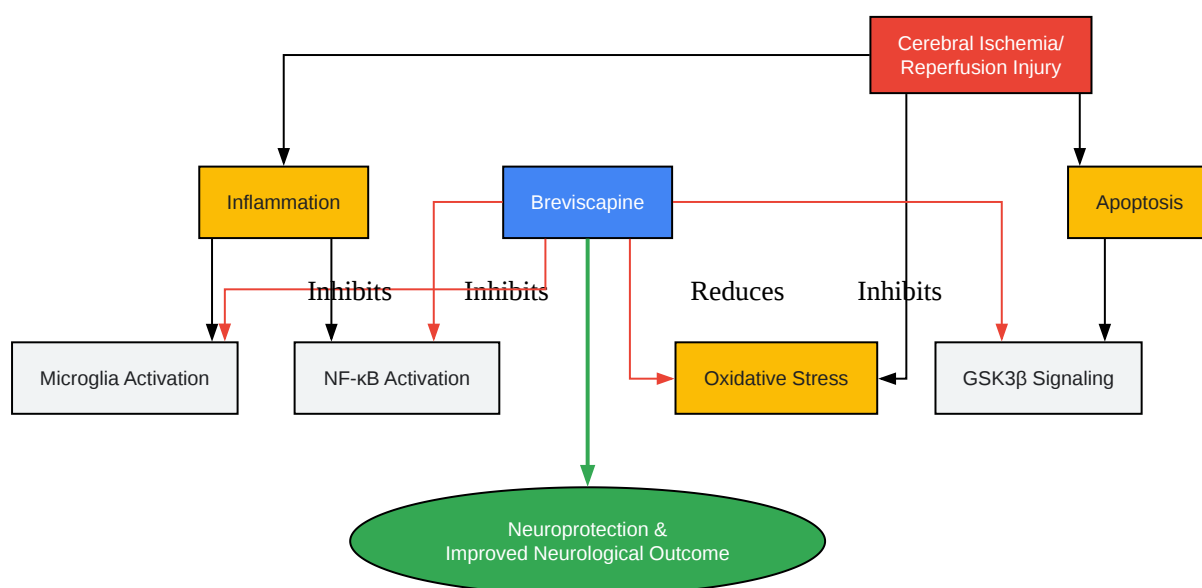 Cerebral Ischemia/
Reperfusion Injury
Inflammation
Breviscapine
Apoptosis
Inhibits
Inhibits
Reduces
Inhibits
Microglia Activation
NF-κB Activation
Oxidative Stress
GSK3β Signaling
Neuroprotection &
Improved Neurological Outcome